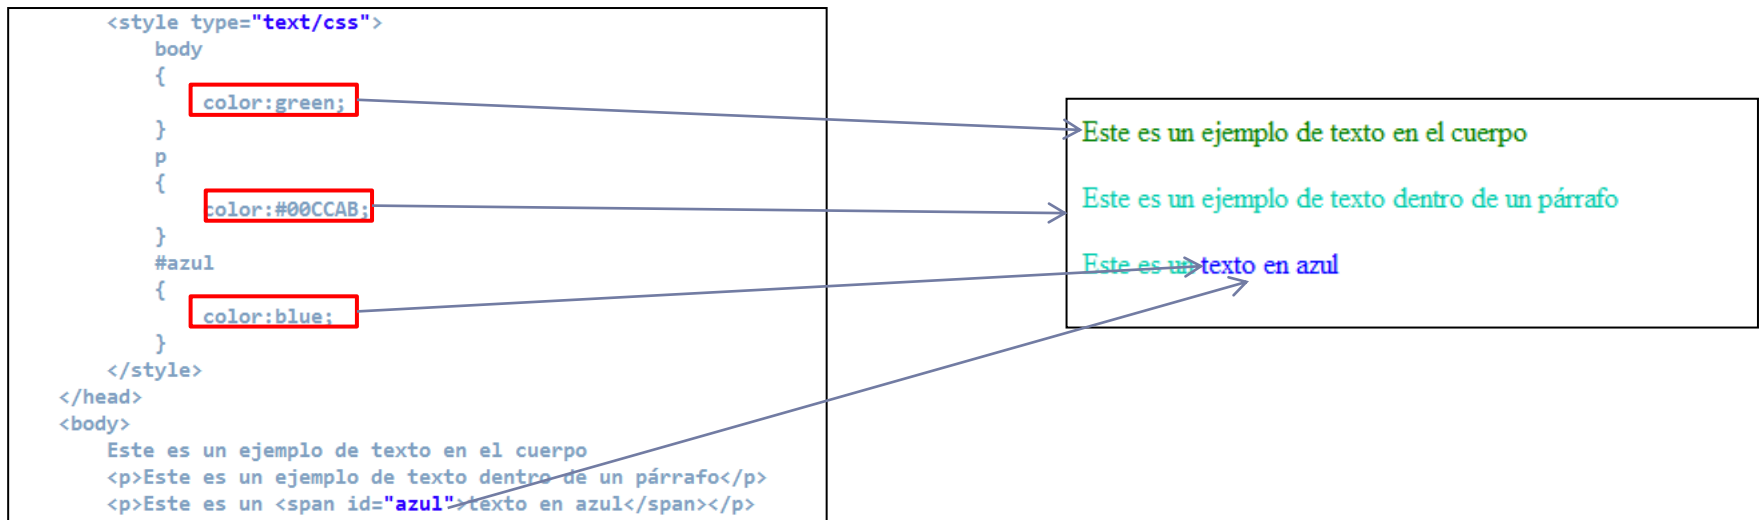 <style type="text/css">
body
{
color:green;
}
p
{
color:#00CCAB;
}
#azul
{
color:blue;
}
</style>
</head>
<body>
Este es un ejemplo de texto en el cuerpo
<p>Este es un ejemplo de texto dentro de un párrafo</p>
<p>Este es un <span id="azul">texto en azul</span></p>
Este es un ejemplo de texto en el cuerpo
Este es un ejemplo de texto dentro de un párrafo
Este es un texto en azul